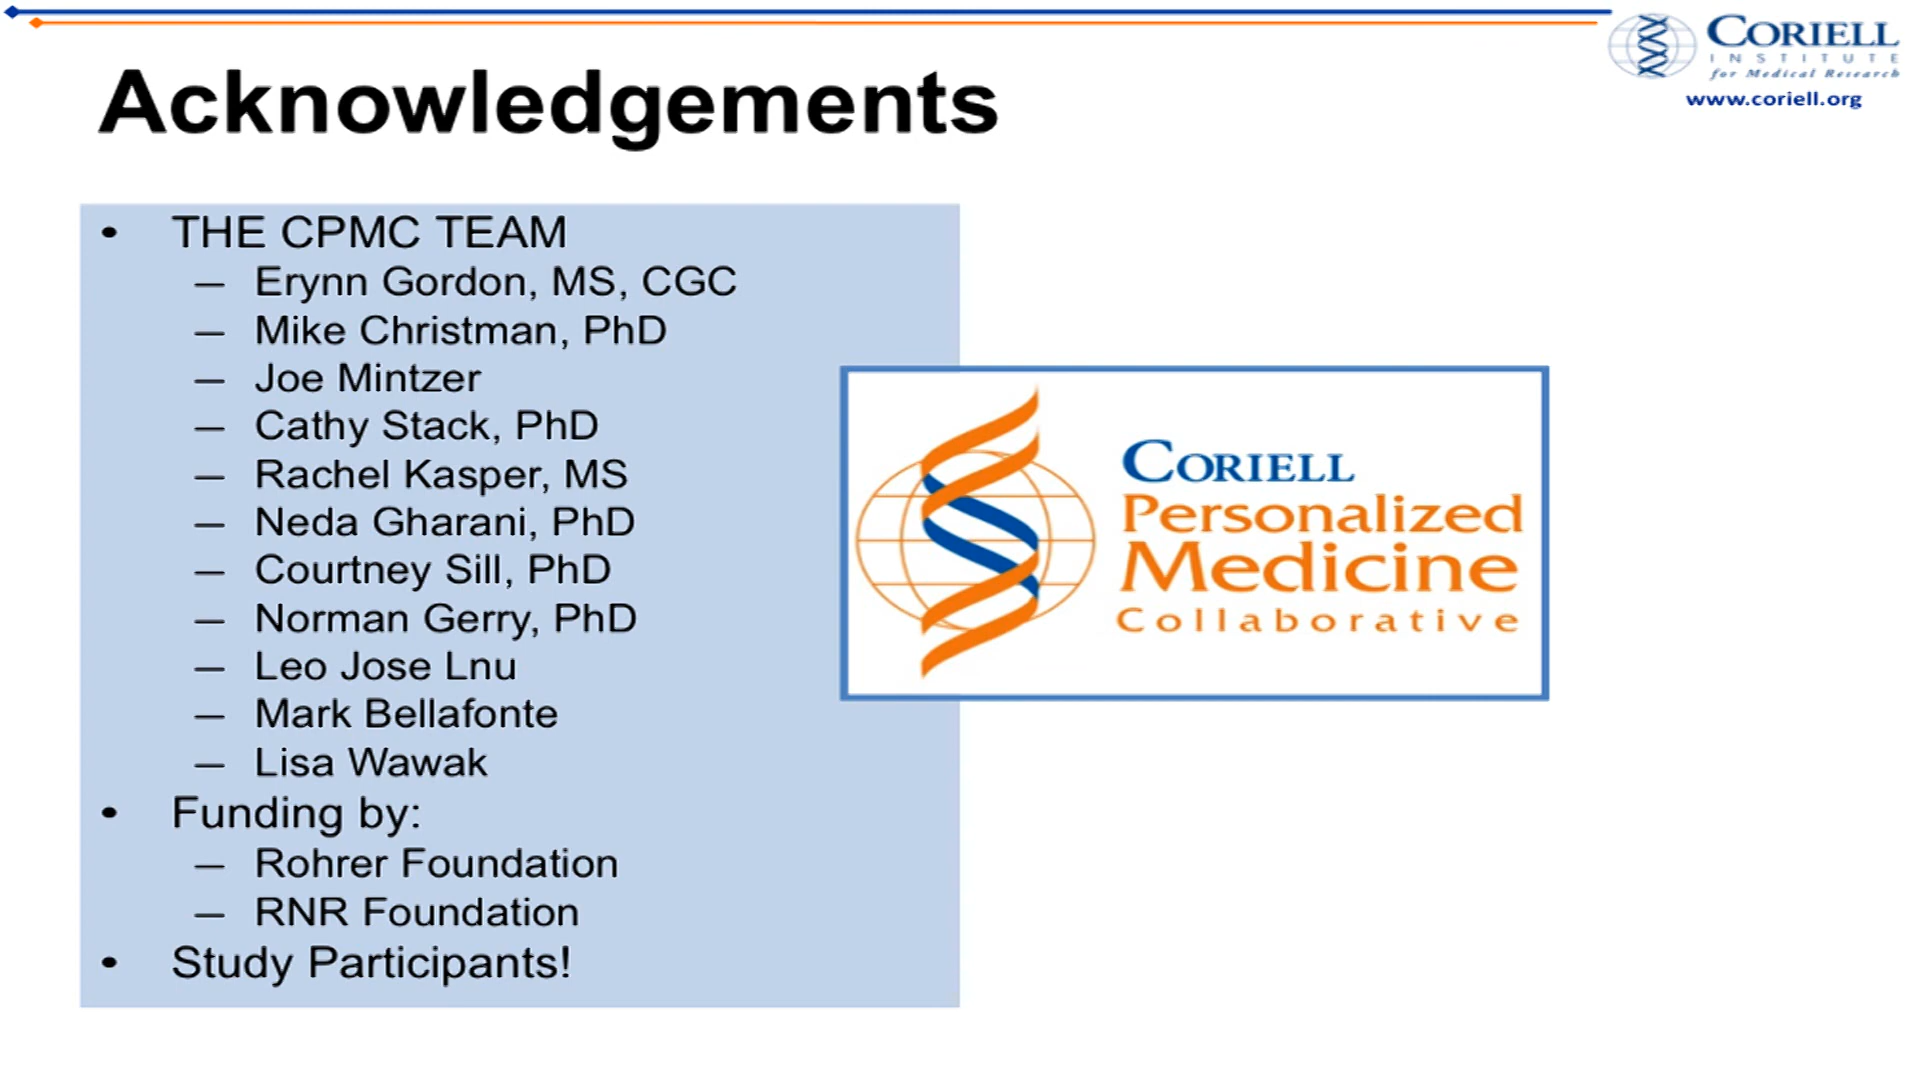 CORIELL
INSTITUTE
for Medical Research
www.coriell.org
Acknowledgements
• THE CPMC TEAM
– Erynn Gordon, MS, CGC
– Mike Christman, PhD
– Joe Mintzer
– Cathy Stack, PhD
– Rachel Kasper, MS
– Neda Gharani, PhD
– Courtney Sill, PhD
– Norman Gerry, PhD
– Leo Jose Lnu
– Mark Bellafonte
– Lisa Wawak
• Funding by:
– Rohrer Foundation
– RNR Foundation
• Study Participants!
CORIELL
Personalized
Medicine
Collaborative